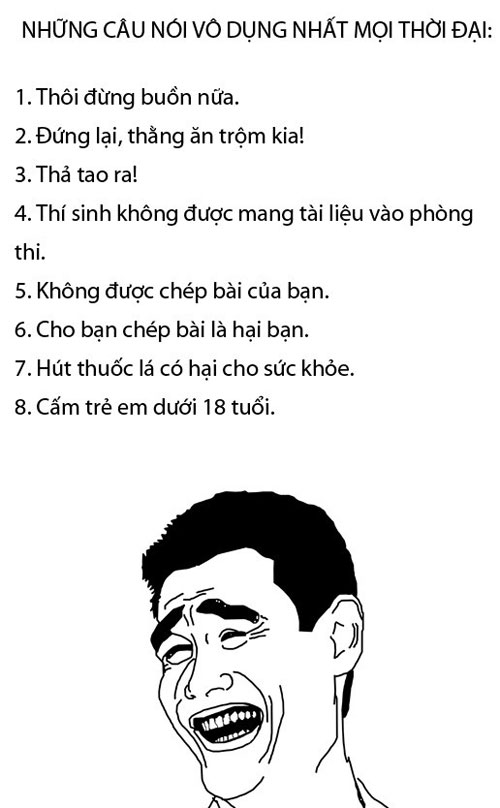 NHỮNG CÂU NÓI VÔ DỤNG NHẤT MỌI THỜI ĐẠI:
1. Thôi đừng buồn nữa.
2. Đứng lại, thằng ăn trộm kia!
3. Thả tao ra!
4. Thí sinh không được mang tài liệu vào phòng
thi.
5. Không được chép bài của bạn.
6. Cho bạn chép bài là hại bạn.
7. Hút thuốc lá có hại cho sức khỏe.
8. Cấm trẻ em dưới 18 tuổi.